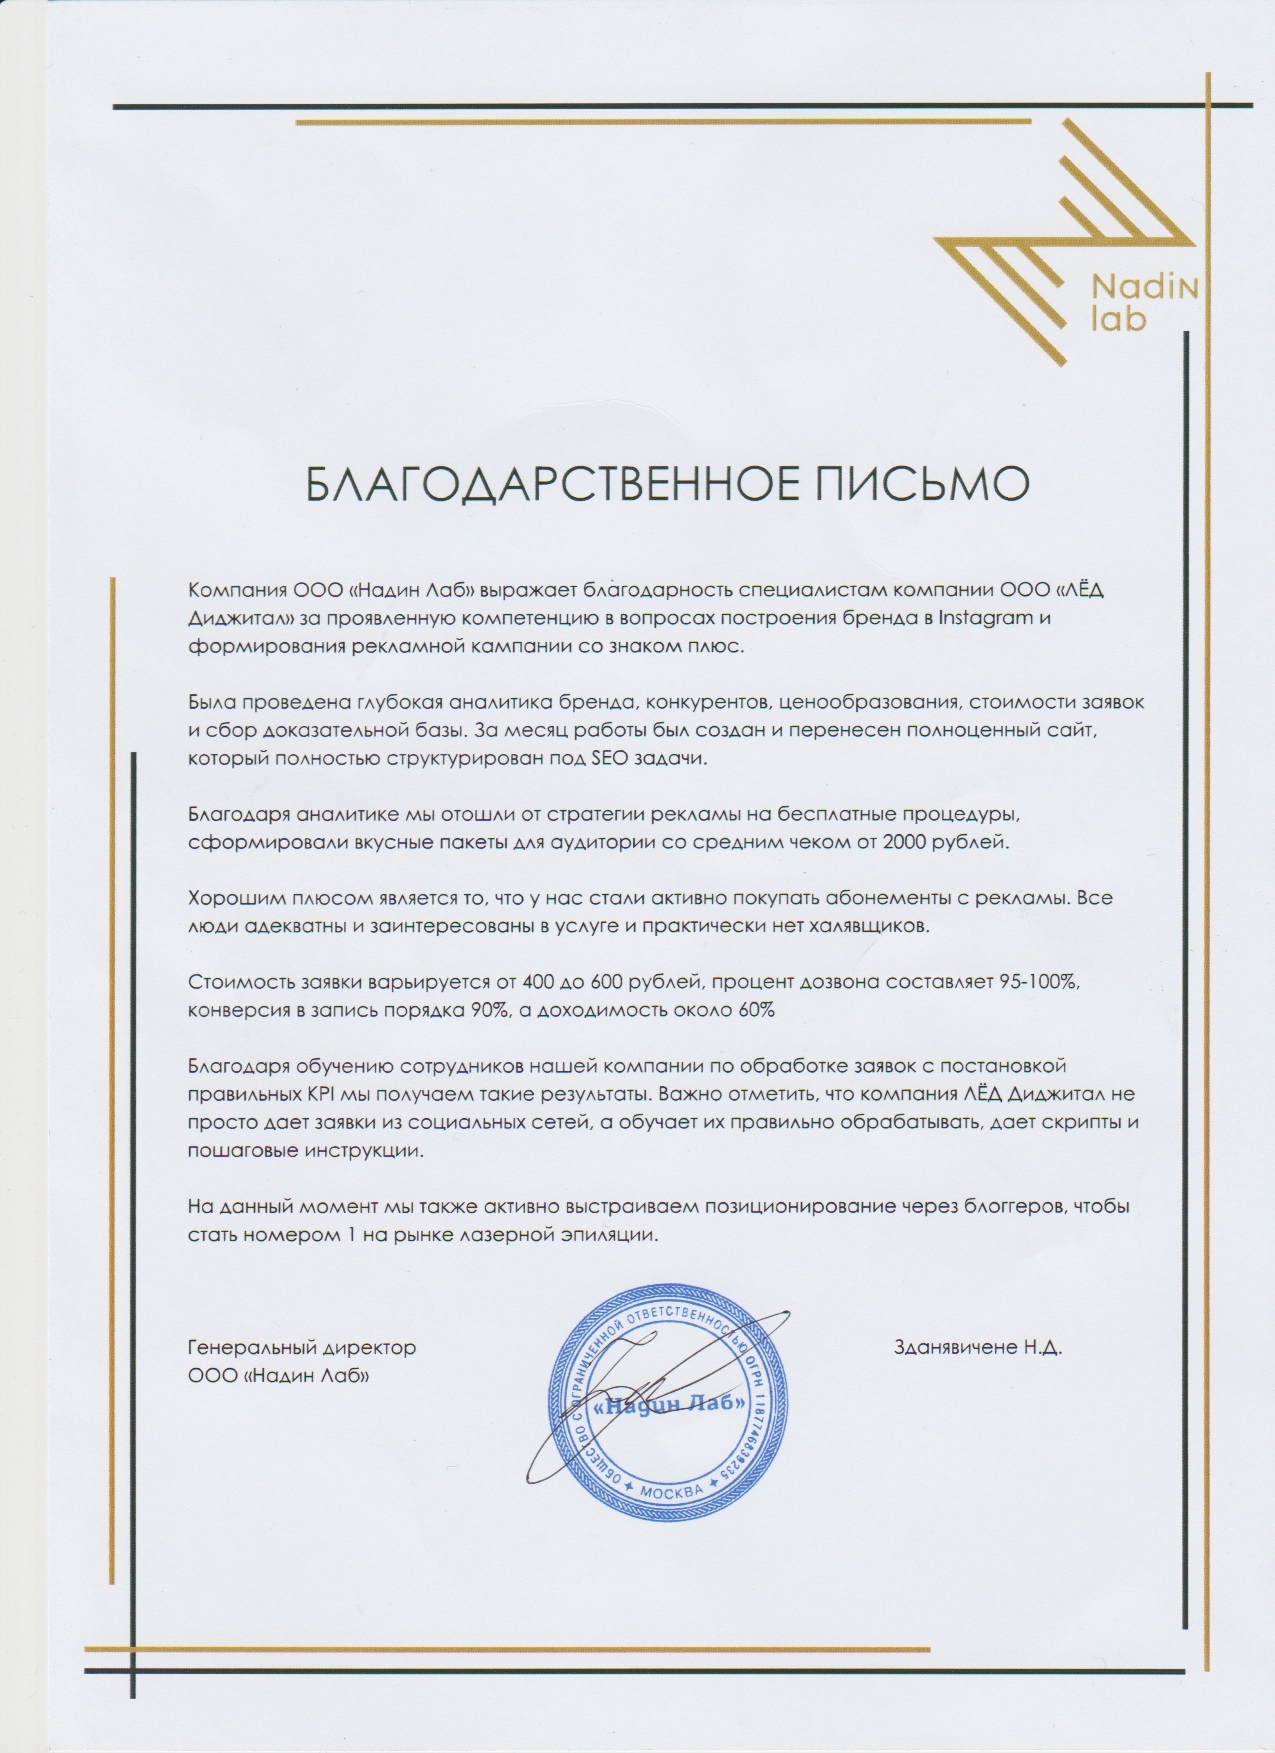 Nadin
lab
БЛАГОДАРСТВЕННОЕ ПИСЬМО
Компания ООО «Надин Лаб» выражает благодарность специалистам компании ООО «ЛЁД
Диджитал» за проявленную компетенцию в вопросах построения бренда в Instagram и
формирования рекламной кампании со знаком плюс.
Была проведена глубокая аналитика бренда, конкурентов, ценообразования, стоимости заявок
и сбор доказательной базы. За месяц работы был создан и перенесен полноценный сайт,
который полностью структурирован под SEO задачи.
Благодаря аналитике мы отошли от стратегии рекламы на бесплатные процедуры,
сформировали вкусные пакеты для аудитории со средним чеком от 2000 рублей.
Хорошим плюсом является то, что у нас стали активно покупать абонементы с рекламы. Все
люди адекватны и заинтересованы в услуге и практически нет халявщиков.
Стоимость заявки варьируется от 400 до 600 рублей, процент дозвона составляет 95-100%,
конверсия в запись порядка 90%, а доходимость около 60%
Благодаря обучению сотрудников нашей компании по обработке заявок с постановкой
правильных KPI мы получаем такие результаты. Важно отметить, что компания ЛЁД Диджитал не
просто дает заявки из социальных сетей, а обучает их правильно обрабатывать, дает скрипты и
пошаговые инструкции.
На данный момент мы также активно выстраиваем позиционирование через блоггеров, чтобы
стать номером 1 на рынке лазерной эпиляции.
Генеральный директор
ООО «Надин Лаб»
Зданявичене Н.Д.
ОБЩЕСТВО С ОГРАНИЧЕННОЙ ОТВЕТСТВЕННОСТЬЮ ОГРН 1187746839235
«Надин Лаб»
МОСКВА